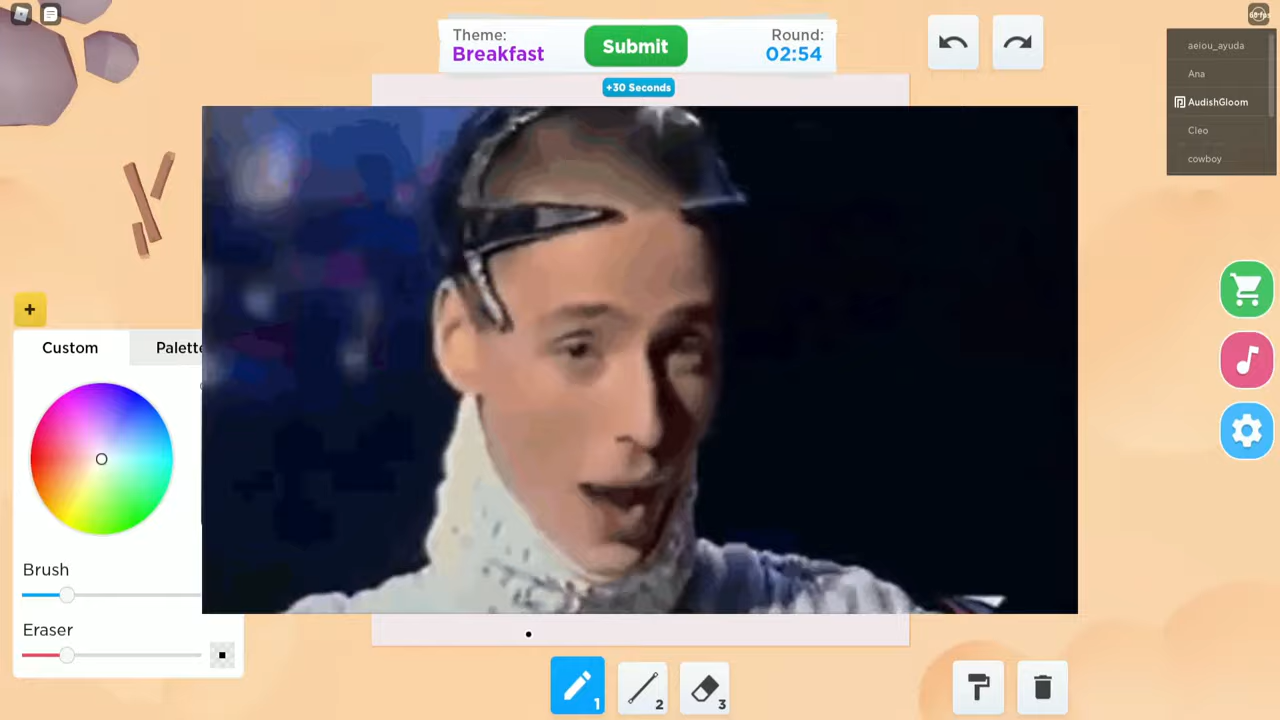 Theme:
Breakfast
Submit
Round:
02:54
+30 Seconds
aeiou_ayuda
Ana
AudishGloom
Cleo
cowboy
+
Custom
Palette
Brush
Eraser
1
2
3